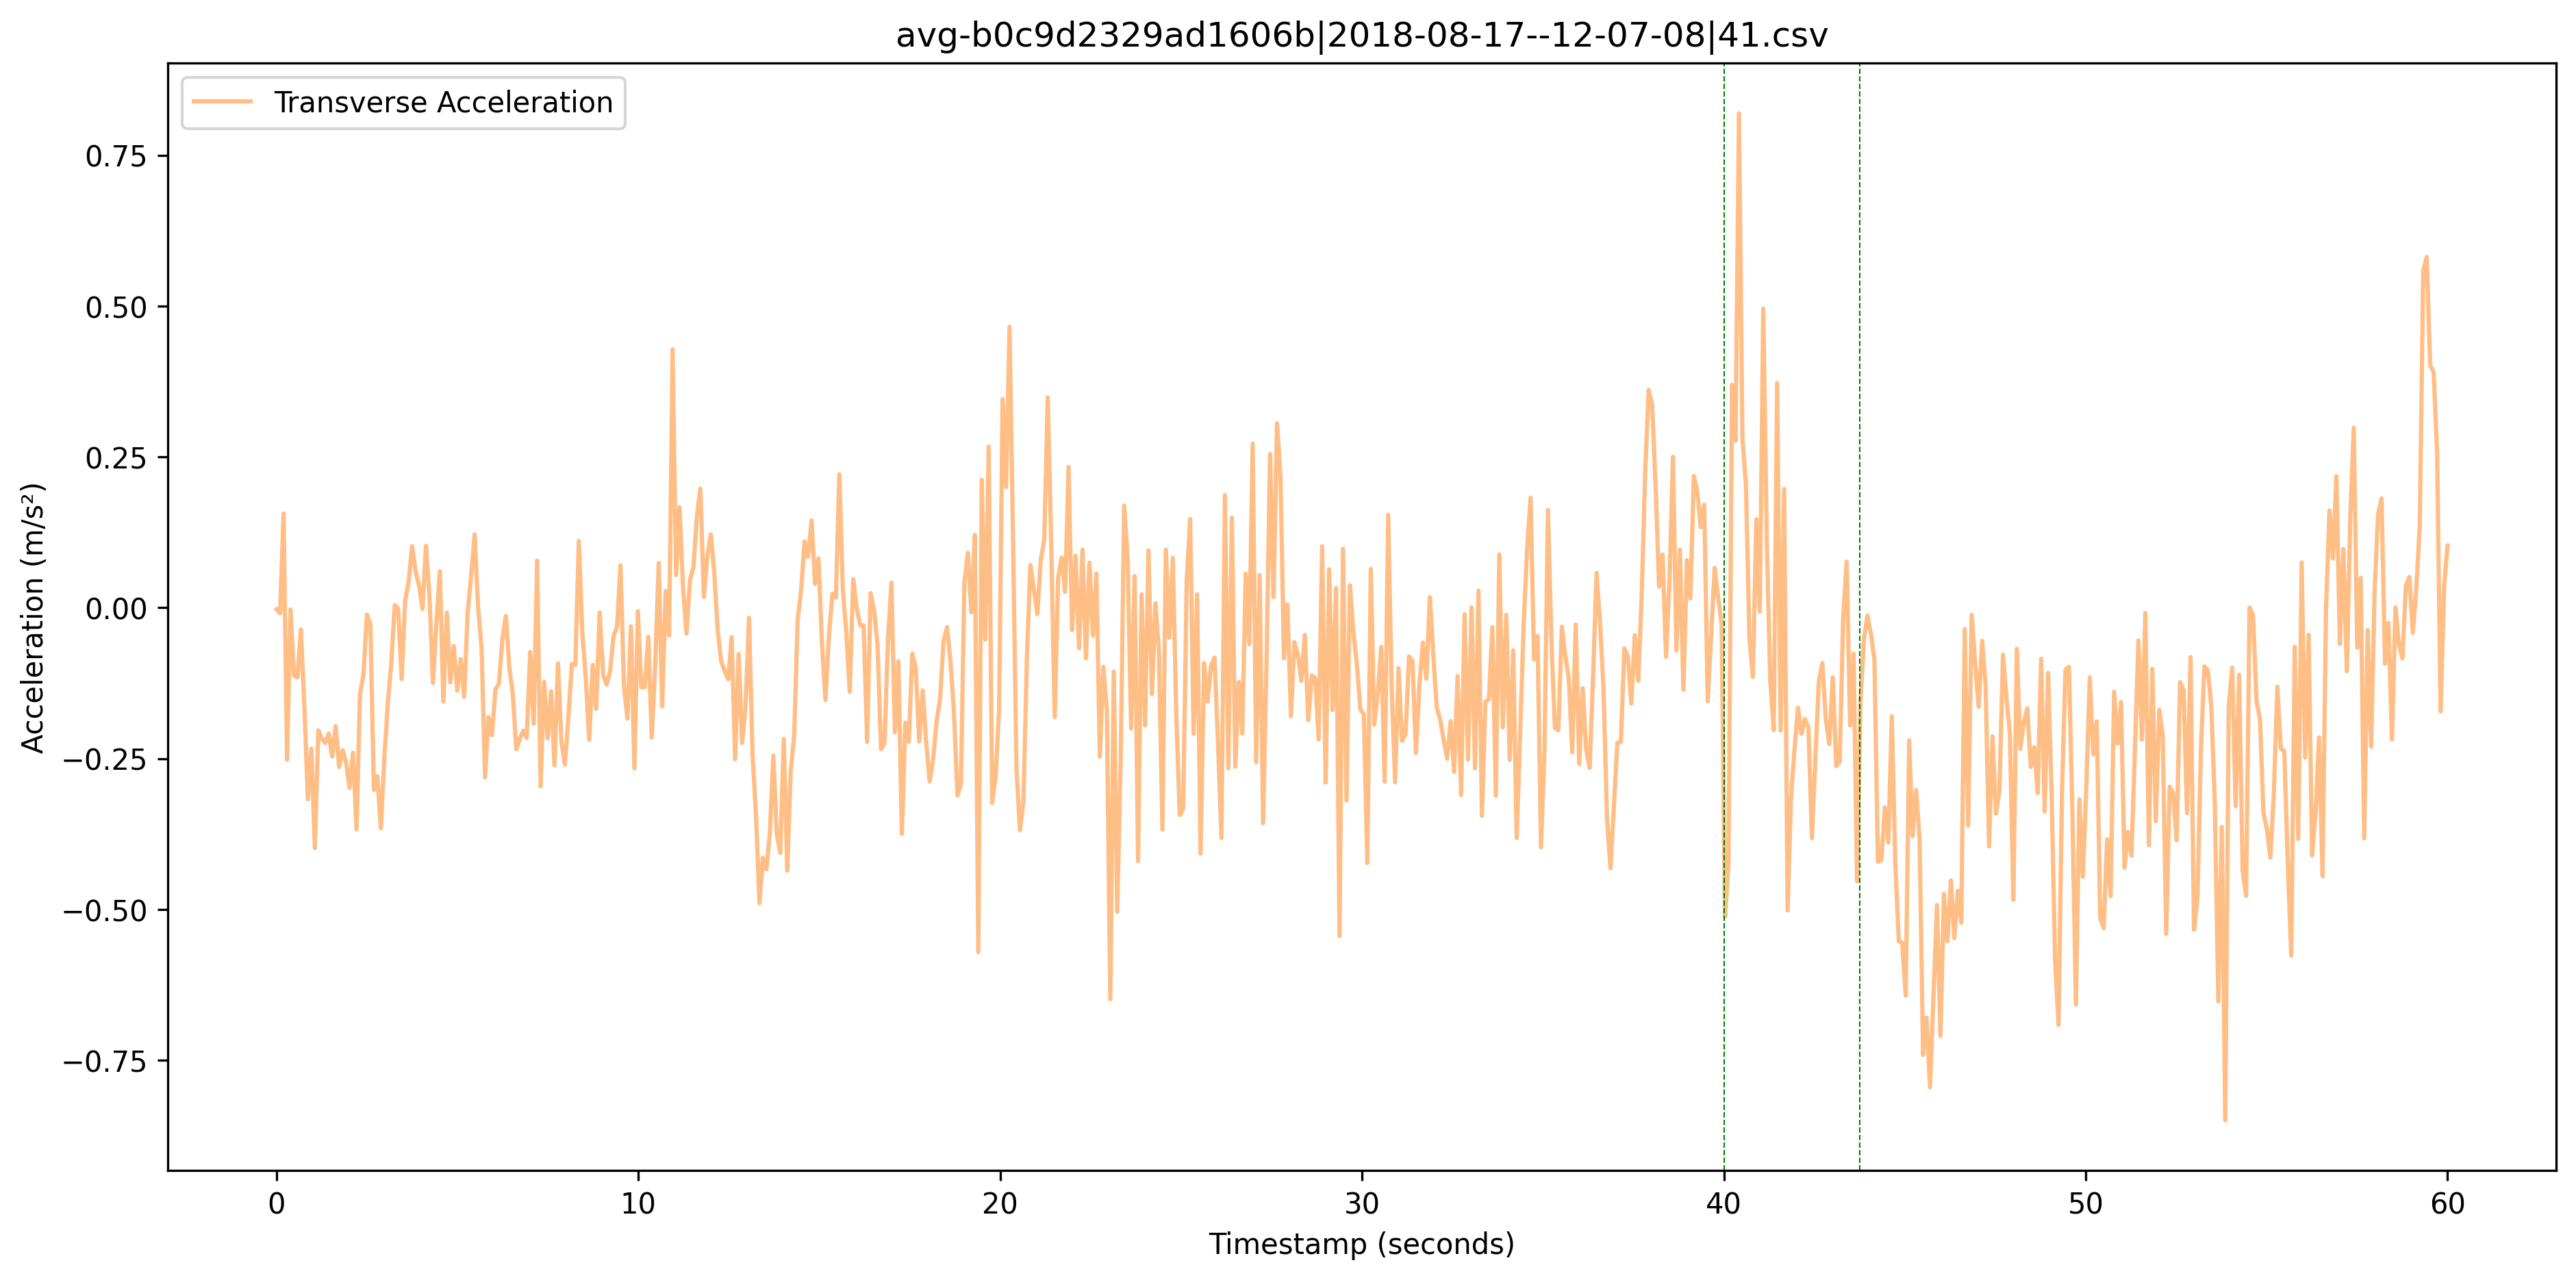 avg-b0c9d2329ad1606b|2018-08-17--12-07-08|41.csv
Transverse Acceleration
Acceleration (m/s²)
0.75
0.50
0.25
0.00
−0.25
−0.50
−0.75
0 10 20 30 40 50 60
Timestamp (seconds)